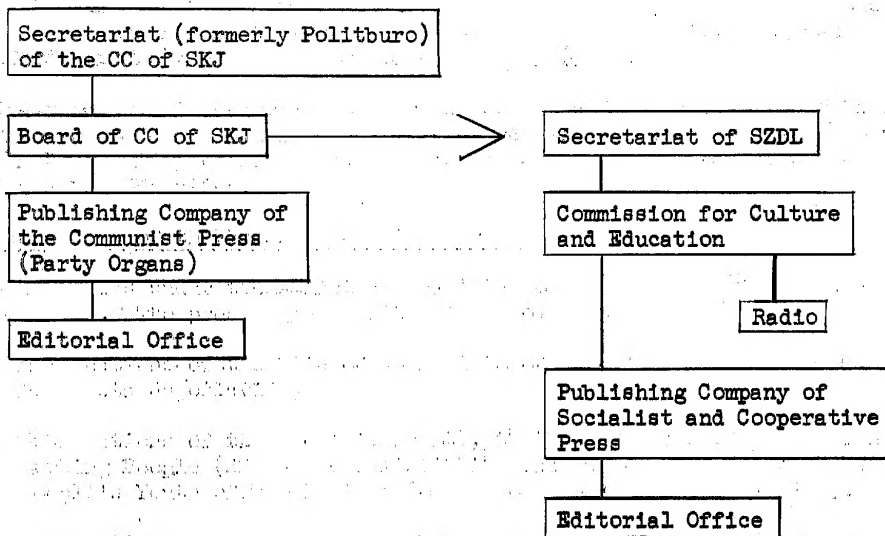 Secretariat (formerly Politburo)
of the CC of SKJ
Board of CC of SKJ
Publishing Company of
the Communist Press
(Party Organs)
Editorial Office
Secretariat of SZDL
Commission for Culture
and Education
Radio
Publishing Company of
Socialist and Cooperative
Press
Editorial Office